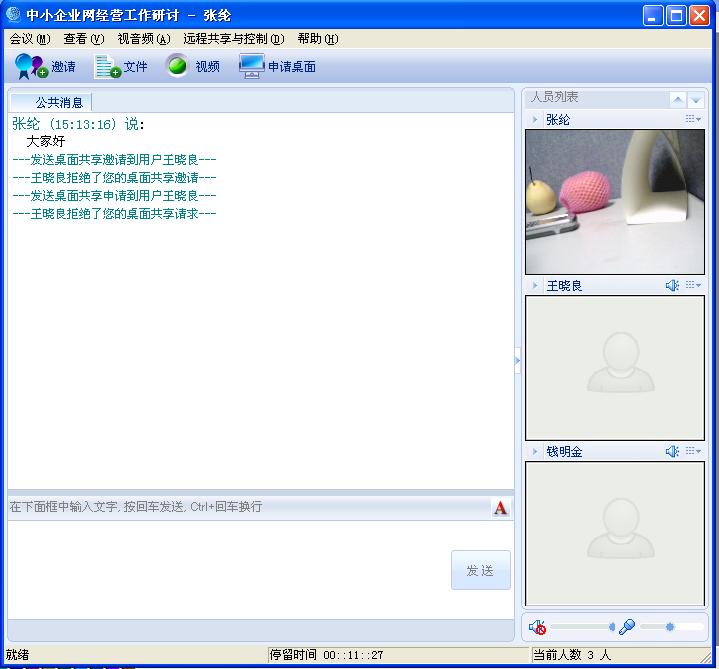 中小企业网经营工作研讨 - 张纶
会议(M) 查看(V) 视音频(A) 远程共享与控制(D) 帮助(H)
邀请 文件 视频 申请桌面
公共消息
张纶 (15:13:16) 说:
大家好
---发送桌面共享邀请到用户王晓良---
---王晓良拒绝了您的桌面共享邀请---
---发送桌面共享申请到用户王晓良---
---王晓良拒绝了您的桌面共享请求---
在下面框中输入文字, 按回车发送, Ctrl+回车换行
A
发送
人员列表
张纶
王晓良
钱明金
就绪
停留时间 00::11::27
当前人数 3 人